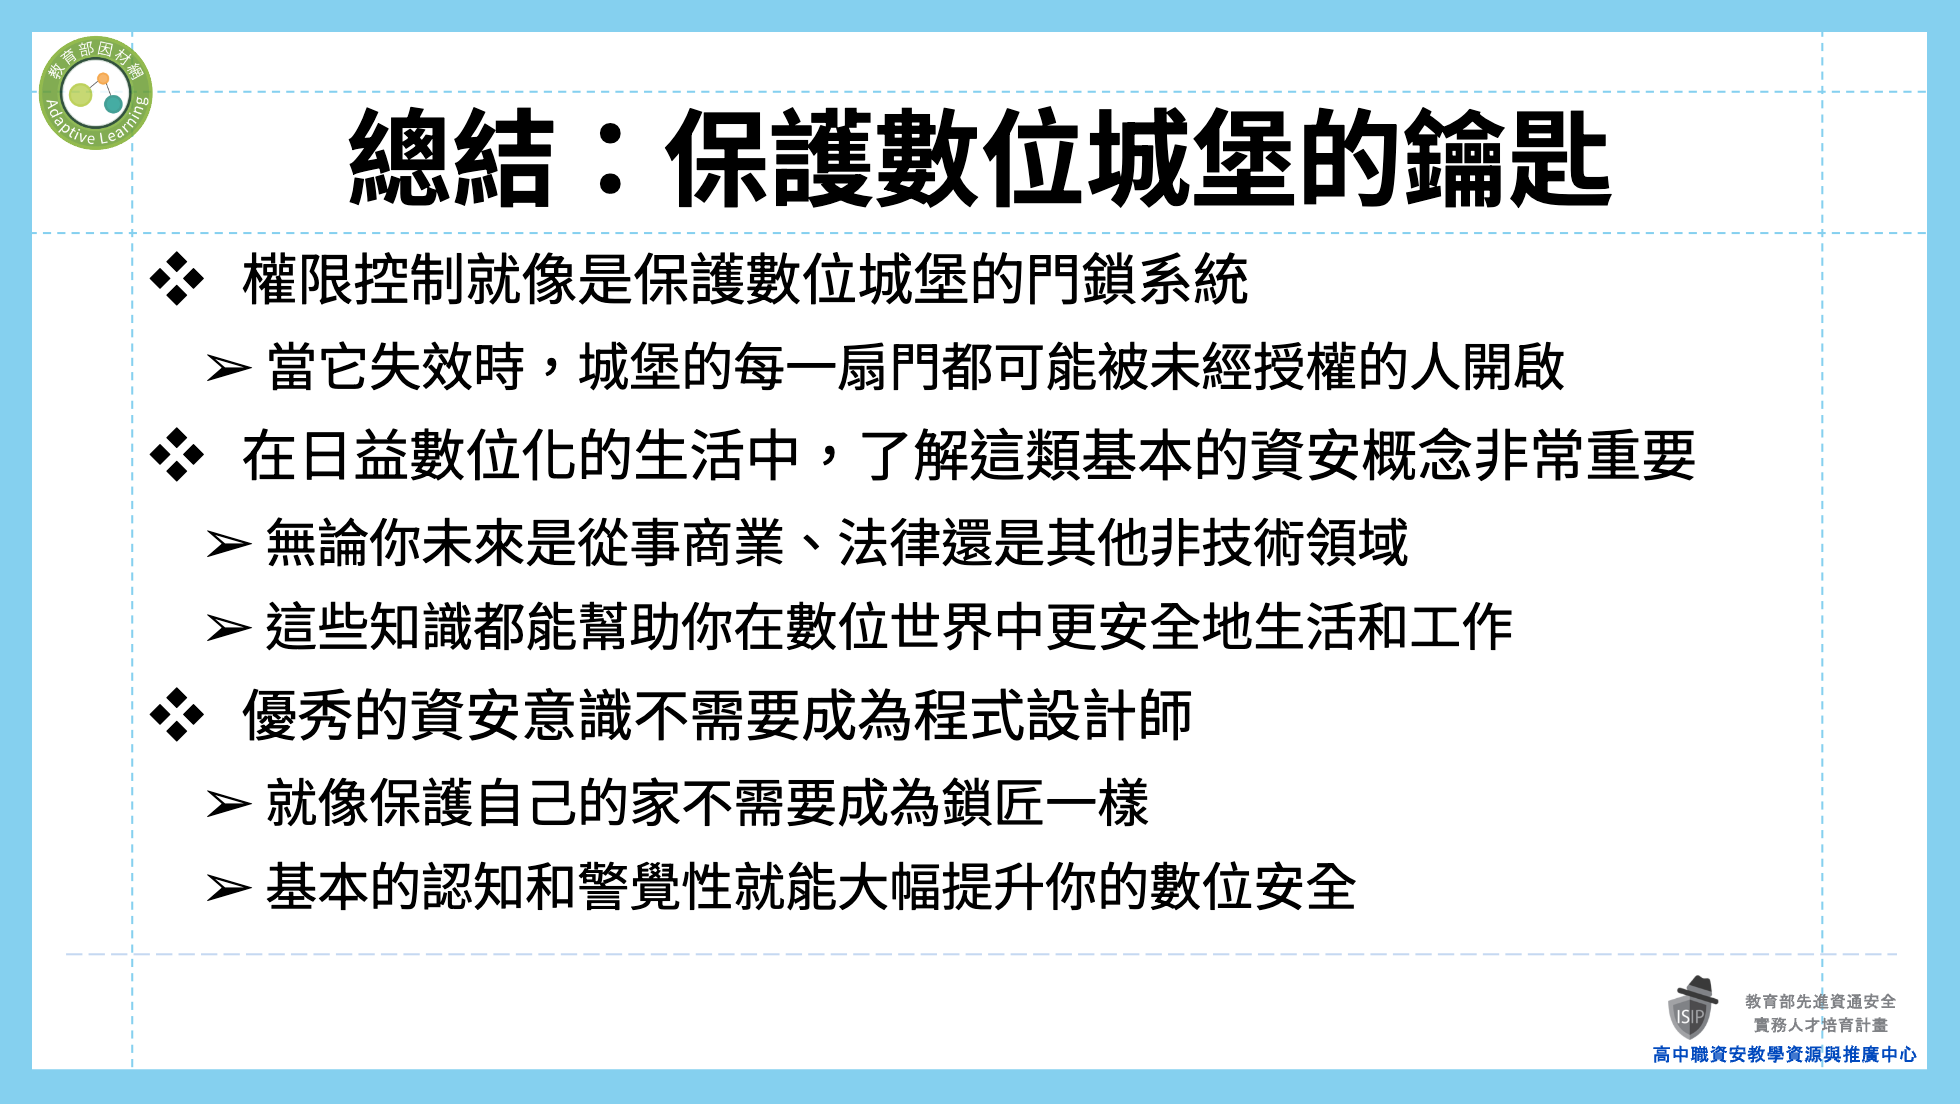 教育部因材網
Adaptive Learning
總結：保護數位城堡的鑰匙
❖ 權限控制就像是保護數位城堡的門鎖系統
➢ 當它失效時，城堡的每一扇門都可能被未經授權的人開啟
❖ 在日益數位化的生活中，了解這類基本的資安概念非常重要
➢ 無論你未來是從事商業、法律還是其他非技術領域
➢ 這些知識都能幫助你在數位世界中更安全地生活和工作
❖ 優秀的資安意識不需要成為程式設計師
➢ 就像保護自己的家不需要成為鎖匠一樣
➢ 基本的認知和警覺性就能大幅提升你的數位安全
ISIP
教育部先進資通安全
實務人才培育計畫
高中職資安教學資源與推廣中心